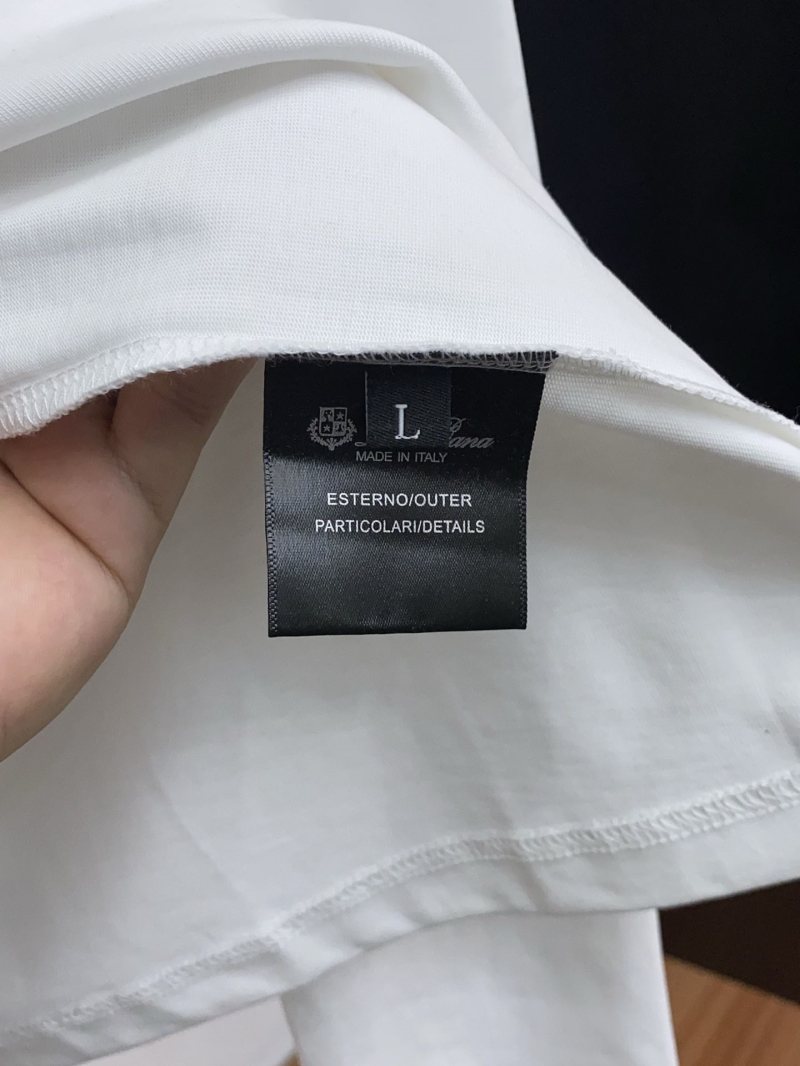 L
MADE IN ITALY
ESTERNO/OUTER
PARTICOLARI/DETAILS